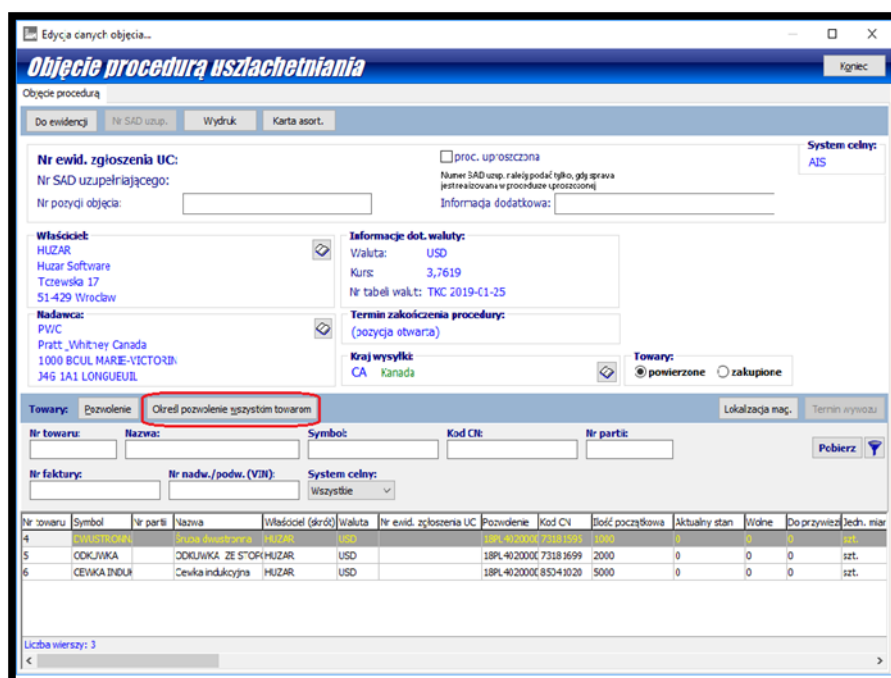 Edycja danych objęcia...
Objęcie procedurą uszlachetniania
Koniec
Objęcie procedurą
Do ewidencji Nr SAD uzup. Wydruk Karta asort.
System celny:
AIS
Nr ewid. zgłoszenia UC:
proc. uproszczona
Nr SAD uzupełniającego:
Numer SAD uzup. należy podać tylko, gdy sprawa
jest realizowana w procedurze uproszczonej
Nr pozycji objęcia:
Informacja dodatkowa:
Właściciel:
HUZAR
Huzar Software
Tczewska 17
51-429 Wrocław
Informacje dot. waluty:
Waluta: USD
Kurs: 3,7619
Nr tabeli walut: TKC 2019-01-25
Nadawca:
PWC
Pratt_Whitney Canada
1000 BOUL MARIE-VICTORIN
J4G 1A1 LONGUEUIL
Termin zakończenia procedury:
(pozycja otwarta)
Kraj wysyłki:
CA Kanada
Towary:
powierzone zakupione
Towary: Pozwolenie Określ pozwolenie wszystkim towarom Lokalizacja mag. Termin wywozu
Nr towaru: Nazwa: Symbol: Kod CN: Nr partii:
Pobierz
Nr faktury: Nr nadw./podw. (VIN): System celny:
Wszystkie
Nr towaru Symbol Nr partii Nazwa Właściciel (skrót) Waluta Nr ewid. zgłoszenia UC Pozwolenie Kod CN Ilość początkowa Aktualny stan Wolne Do przywiezi Jedn. miar
4 DWUSTRONN. Śruba dwustronna HUZAR USD 18PL402000 73181595 1000 0 0 0 szt.
5 ODKUWKA ODKUWKA ZE STOP HUZAR USD 18PL402000 73181699 2000 0 0 0 szt.
6 CEWKA INDUK Cewka indukcyjna HUZAR USD 18PL402000 85041020 5000 0 0 0 szt.
Liczba wierszy: 3